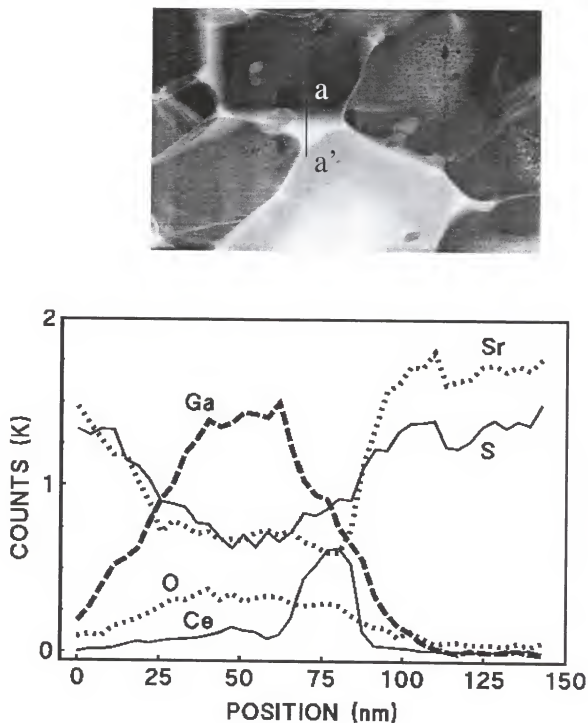 a
a'
2
Sr
Ga
S
COUNTS (K)
1
O
Ce
0
0 25 50 75 100 125 150
POSITION (nm)